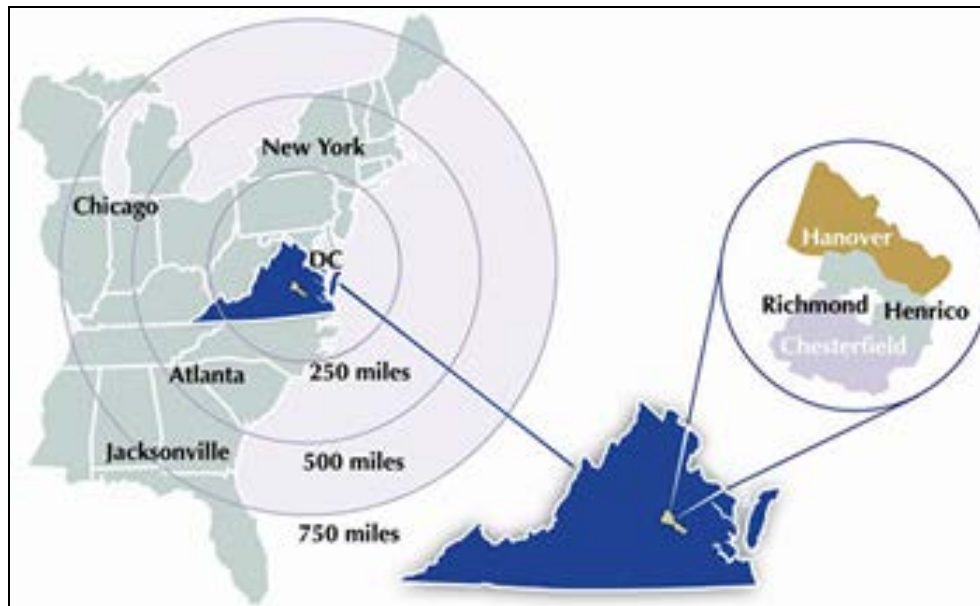 New York
Chicago
DC
Atlanta
250 miles
Jacksonville
500 miles
750 miles
Hanover
Richmond
Henrico
Chesterfield